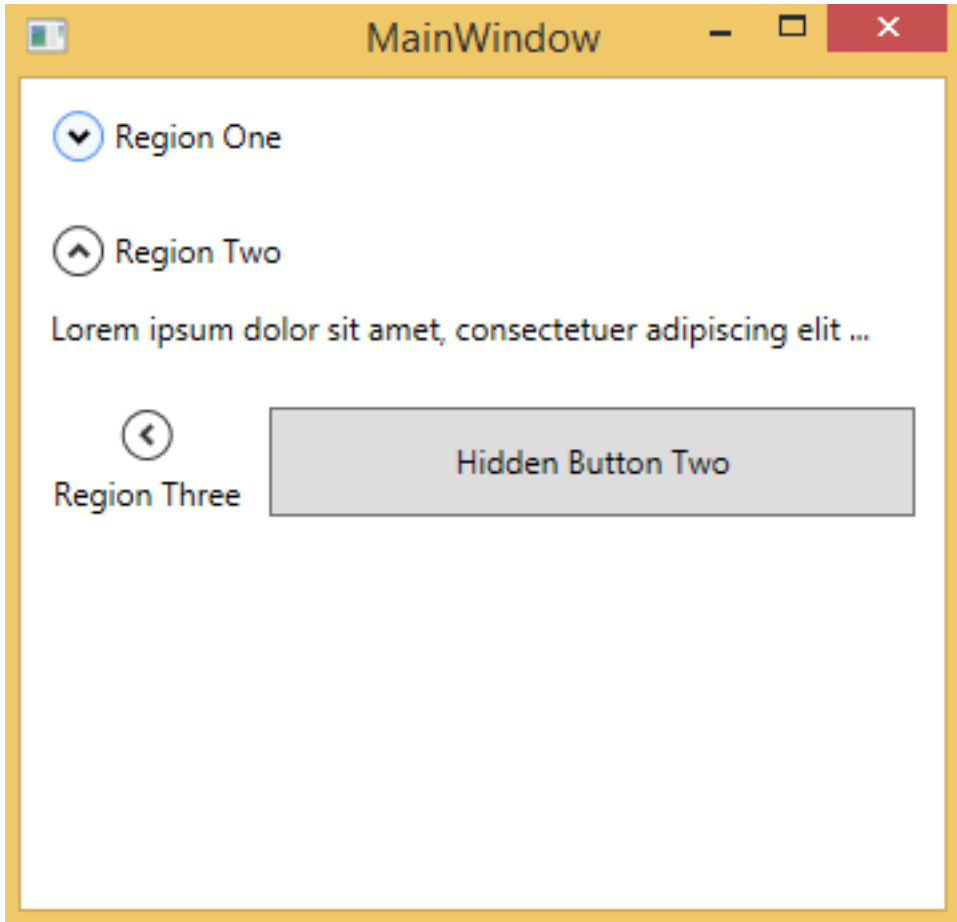 MainWindow
Region One
Region Two
Lorem ipsum dolor sit amet, consectetuer adipiscing elit ...
Hidden Button Two
Region Three